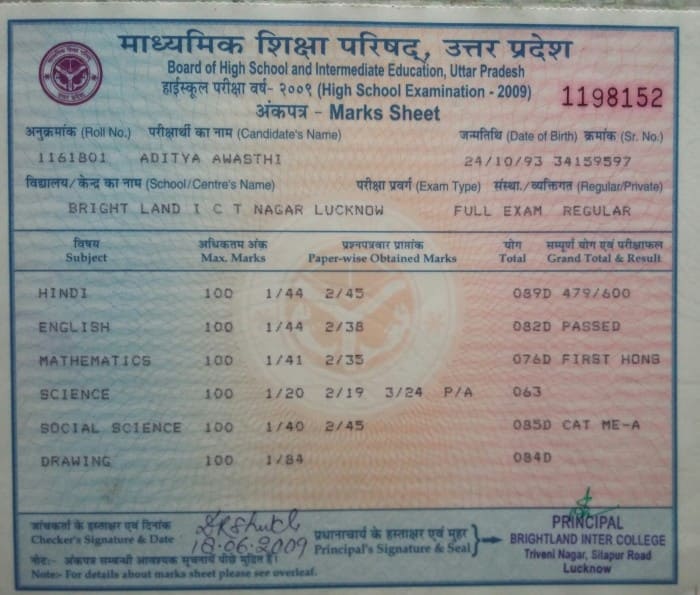 माध्यमिक शिक्षा परिषद्, उत्तर प्रदेश
Board of High School and Intermediate Education, Uttar Pradesh
हाईस्कूल परीक्षा वर्ष- २००९ (High School Examination - 2009)
1198152
अंकपत्र - Marks Sheet
अनुक्रमांक (Roll No.) परीक्षार्थी का नाम (Candidate's Name) जन्मतिथि (Date of Birth) क्रमांक (Sr. No.)
1161801 ADITYA AWASTHI 24/10/93 34159597
विद्यालय/ केन्द्र का नाम (School/Centre's Name) परीक्षा प्रवर्ग (Exam Type) संस्था./व्यक्तिगत (Regular/Private)
BRIGHT LAND I C T NAGAR LUCKNOW FULL EXAM REGULAR
विषय अधिकतम अंक प्रश्नपत्रवार प्राप्तांक योग सम्पूर्ण योग एवं परीक्षाफल
Subject Max. Marks Paper-wise Obtained Marks Total Grand Total & Result
HINDI 100 1/44 2/45 089D 479/600
ENGLISH 100 1/44 2/38 082D PASSED
MATHEMATICS 100 1/41 2/35 076D FIRST HONS
SCIENCE 100 1/20 2/19 3/24 P/A 063
SOCIAL SCIENCE 100 1/40 2/45 085D CAT ME-A
DRAWING 100 1/84 084D
जांचकर्ता के हस्ताक्षर एवं दिनांक
Checker's Signature & Date
18.06.2009
प्रधानाचार्य के हस्ताक्षर एवं मुहर
Principal's Signature & Seal
PRINCIPAL
BRIGHTLAND INTER COLLEGE
Triveni Nagar, Sitapur Road
Lucknow
नोट:- अंकपत्र सम्बन्धी आवश्यक सूचनायें पीछे मुद्रित हैं।
Note:- For details about marks sheet please see overleaf.